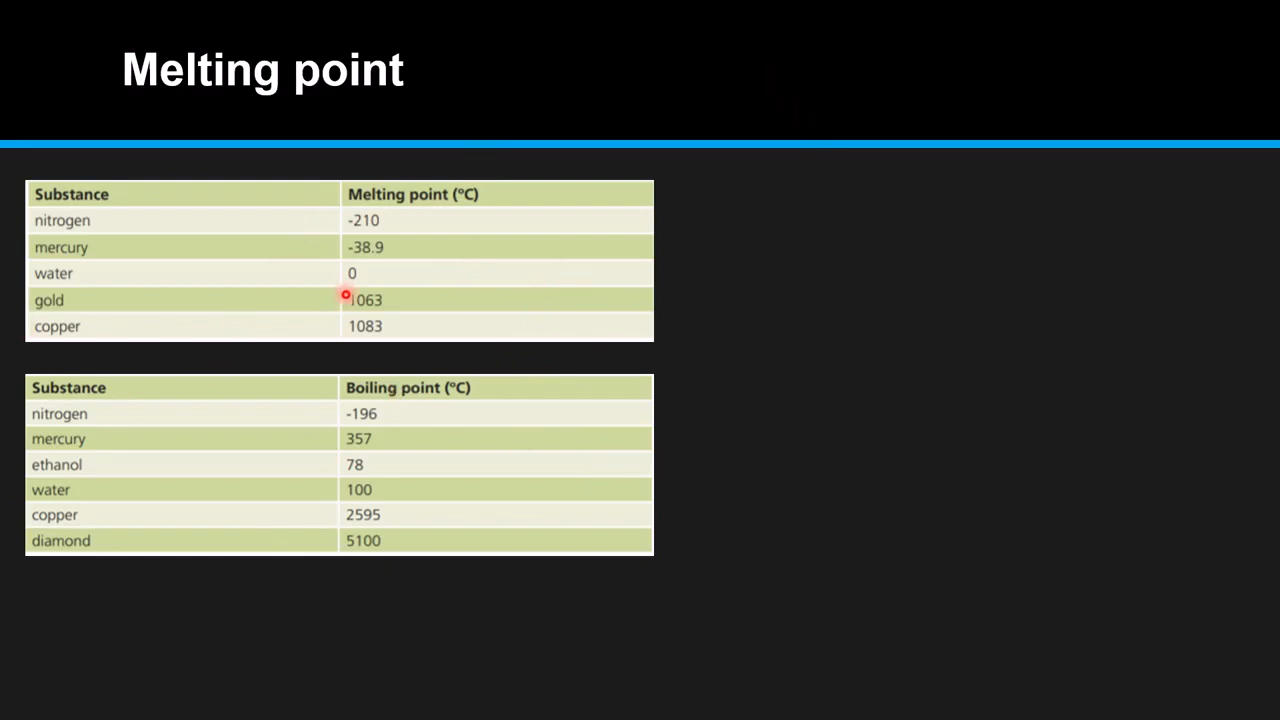 Melting point
Substance Melting point (ºC)
nitrogen -210
mercury -38.9
water 0
gold 1063
copper 1083
Substance Boiling point (ºC)
nitrogen -196
mercury 357
ethanol 78
water 100
copper 2595
diamond 5100